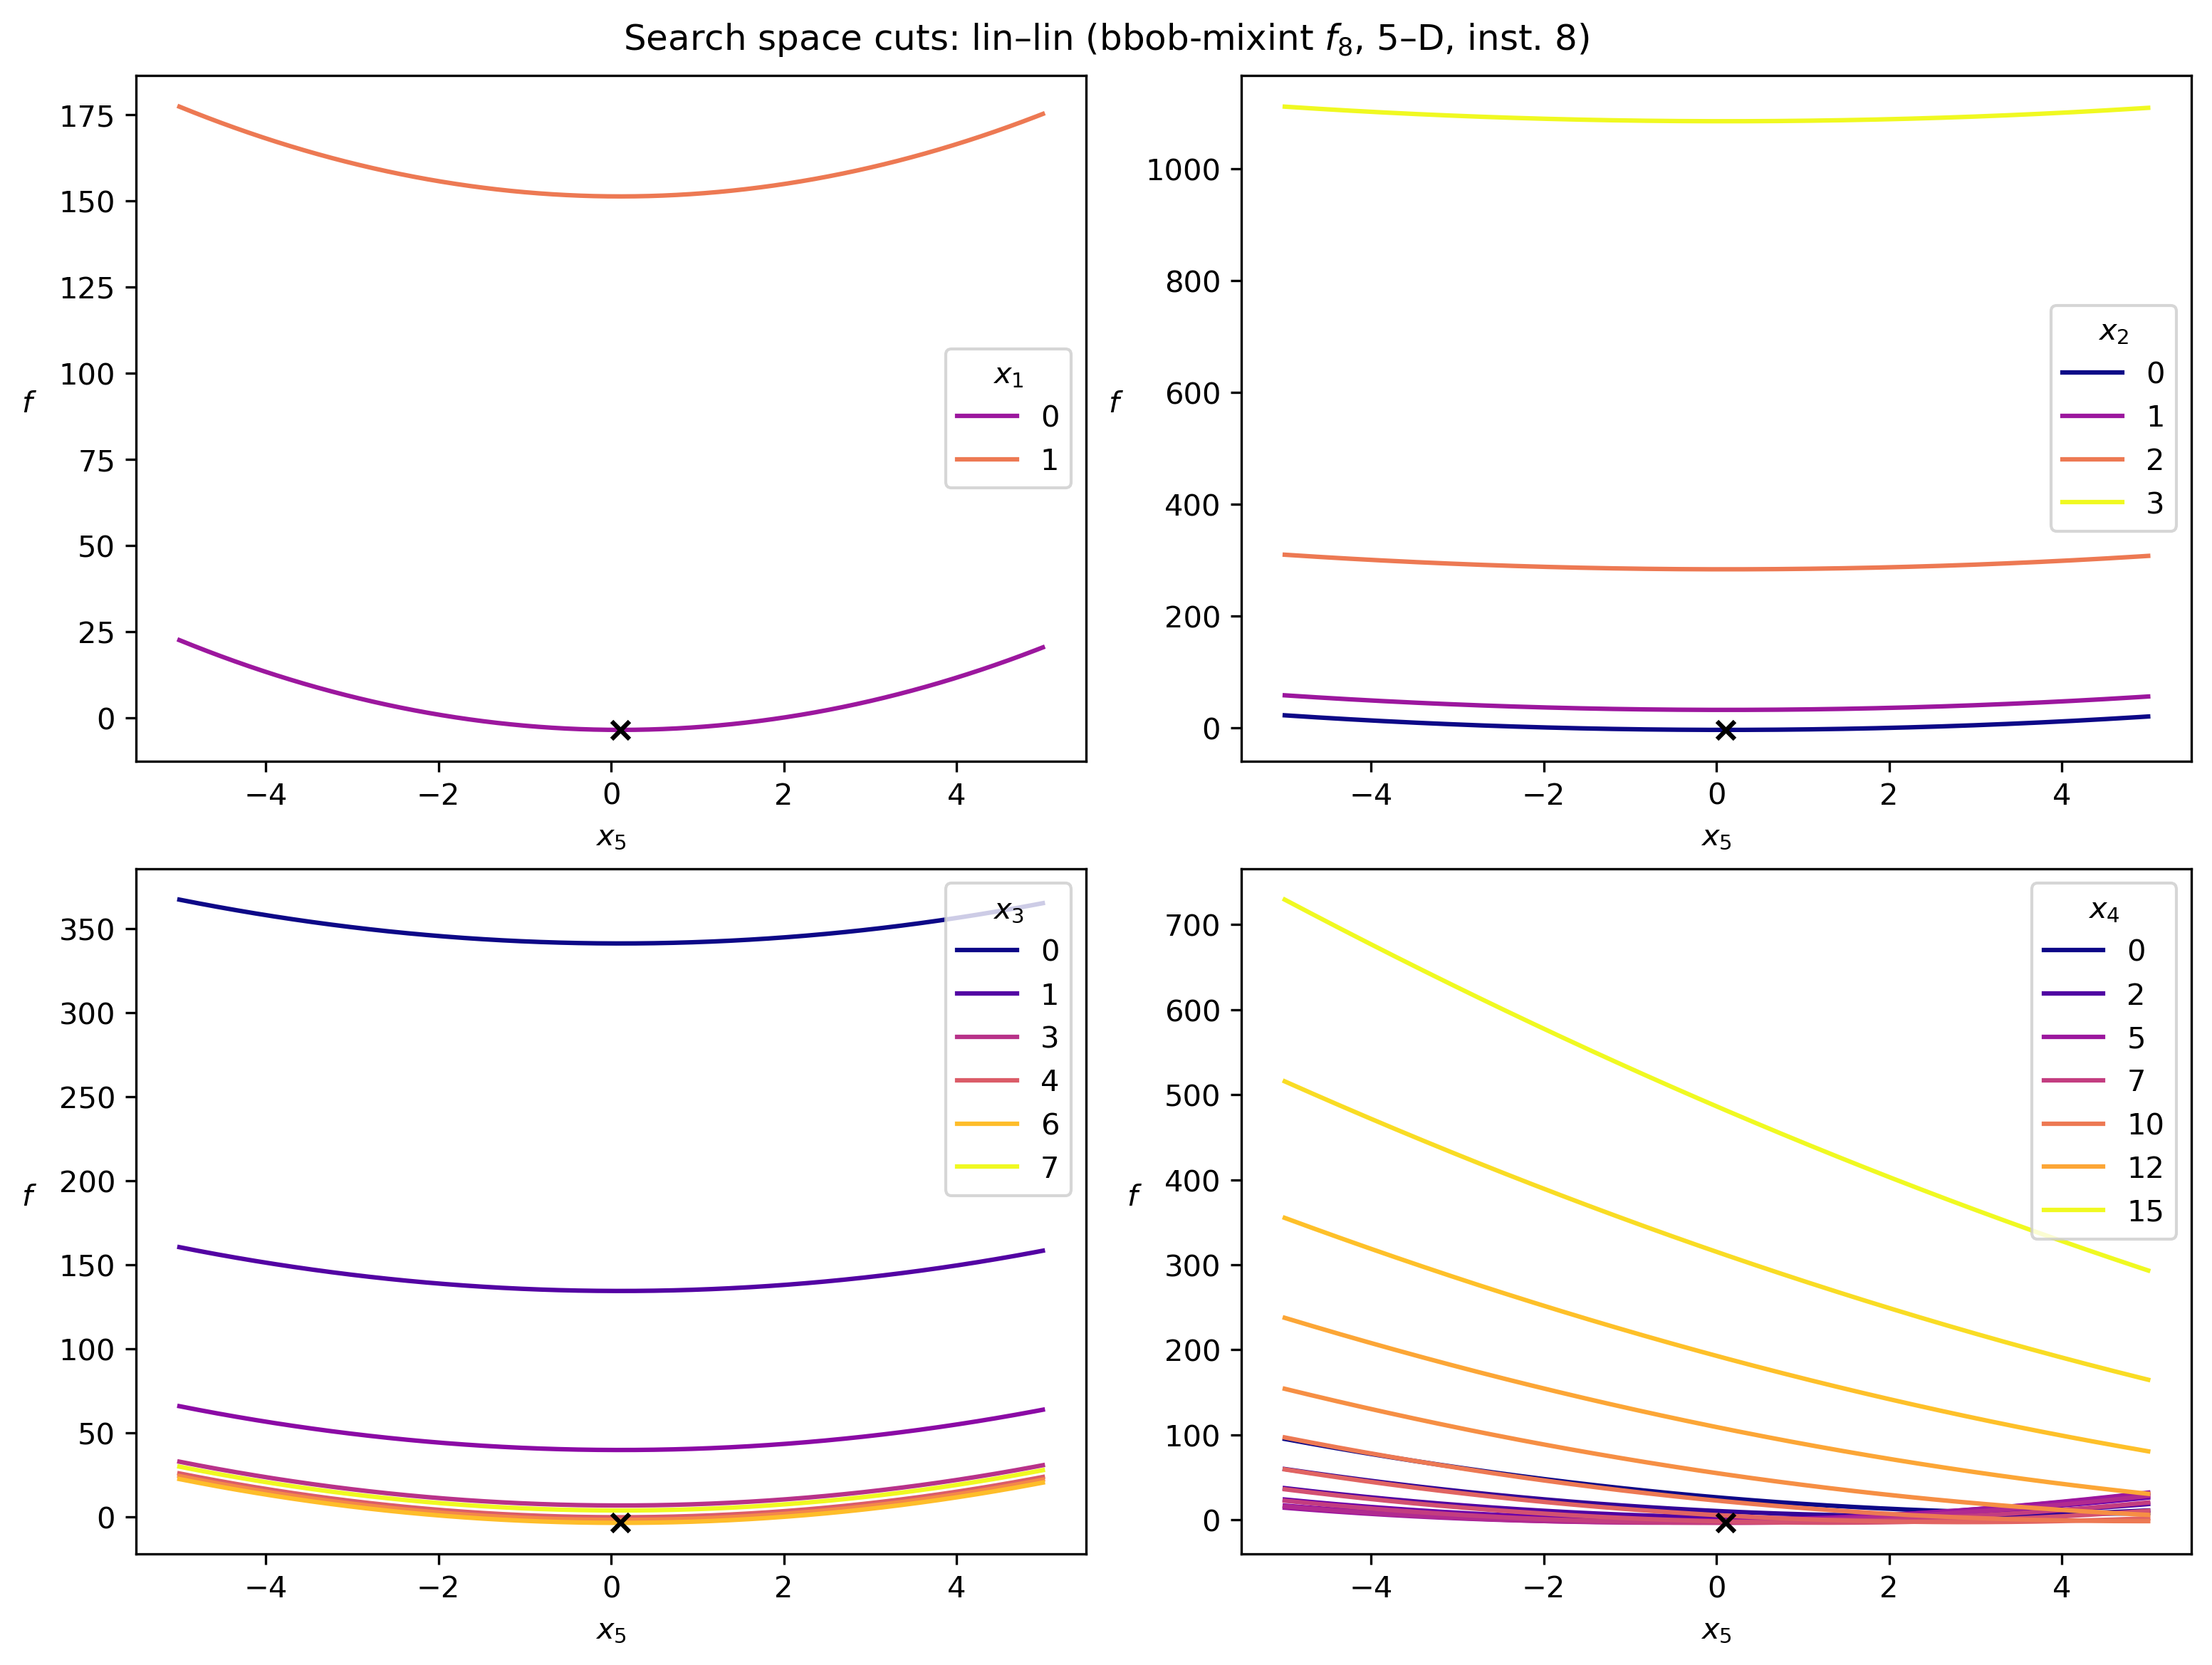 Search space cuts: lin–lin (bbob-mixint f8, 5–D, inst. 8)
175
150
125
100
75
50
25
0
f
−4 −2 0 2 4
x5
x1
0
1
1000
800
600
400
200
0
f
−4 −2 0 2 4
x5
x2
0
1
2
3
350
300
250
200
150
100
50
0
f
−4 −2 0 2 4
x5
x3
0
1
3
4
6
7
700
600
500
400
300
200
100
0
f
−4 −2 0 2 4
x5
x4
0
2
5
7
10
12
15